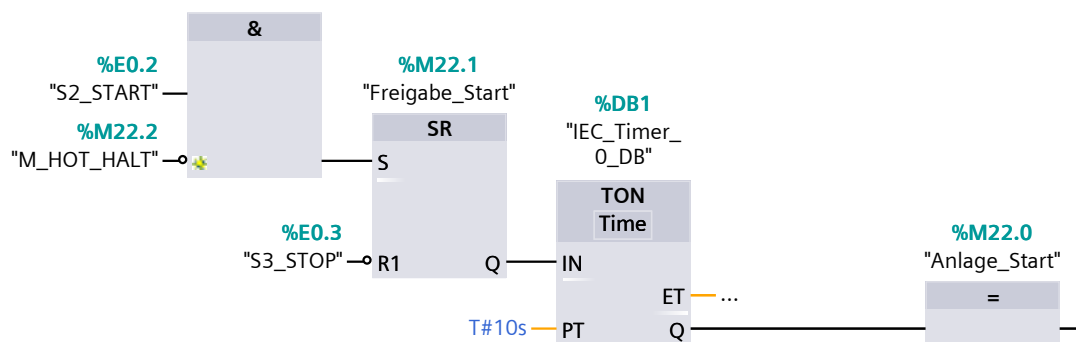 &
%E0.2
"S2_START"
%M22.2
"M_HOT_HALT"
%M22.1
"Freigabe_Start"
SR
S
%E0.3
"S3_STOP"
R1
Q
%DB1
"IEC_Timer_
0_DB"
TON
Time
IN
ET
...
T#10s
PT
Q
%M22.0
"Anlage_Start"
=